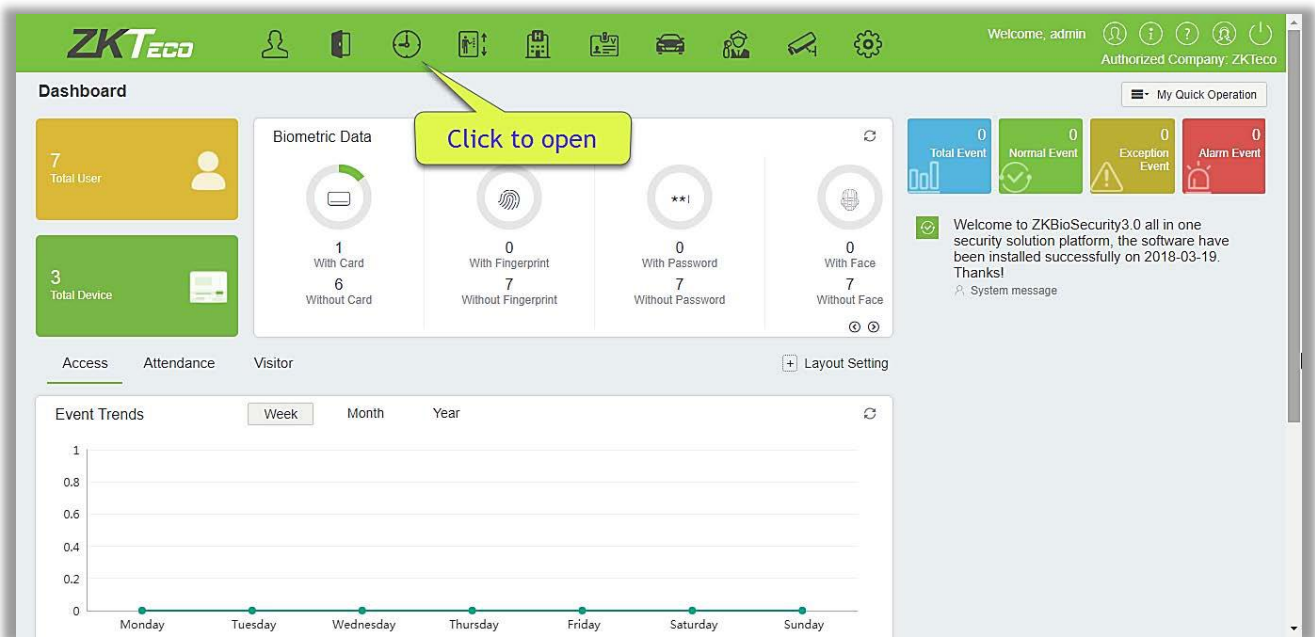 ZKTeco
Welcome, admin
Authorized Company: ZKTeco
Dashboard
My Quick Operation
Click to open
7
Total User
3
Total Device
Biometric Data
1
With Card
6
Without Card
0
With Fingerprint
7
Without Fingerprint
**|
0
With Password
7
Without Password
0
With Face
7
Without Face
0
Total Event
0
Normal Event
0
Exception
Event
0
Alarm Event
Welcome to ZKBioSecurity3.0 all in one
security solution platform, the software have
been installed successfully on 2018-03-19.
Thanks!
System message
Access Attendance Visitor
Layout Setting
Event Trends Week Month Year
1
0.8
0.6
0.4
0.2
0
Monday Tuesday Wednesday Thursday Friday Saturday Sunday